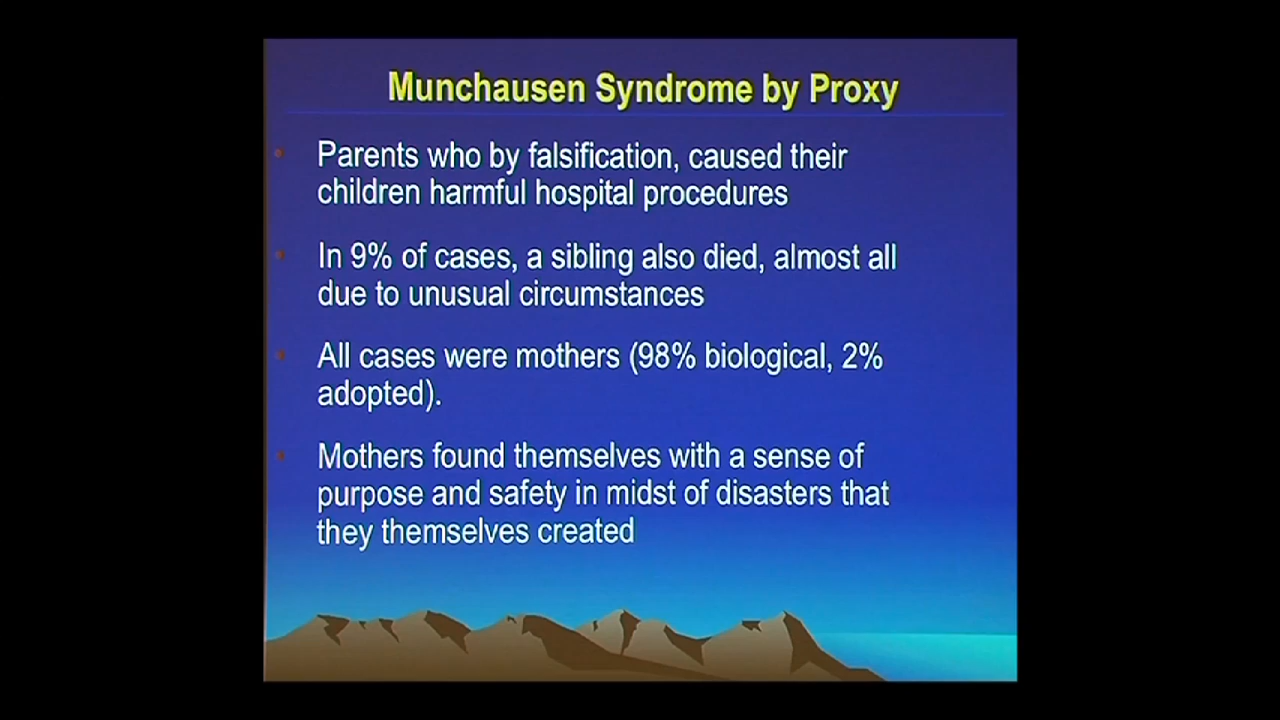 Munchausen Syndrome by Proxy
Parents who by falsification, caused their
children harmful hospital procedures
In 9% of cases, a sibling also died, almost all
due to unusual circumstances
All cases were mothers (98% biological, 2%
adopted).
Mothers found themselves with a sense of
purpose and safety in midst of disasters that
they themselves created